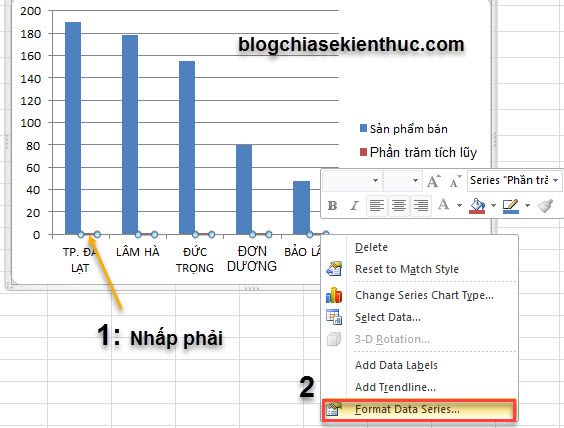 200
180
160
140
120
100
80
60
40
20
0
blogchiasekienthuc.com
Sản phẩm bán
Phần trăm tích lũy
TP. ĐÀ LẠT
LÂM HÀ
ĐỨC TRỌNG
ĐƠN DƯƠNG
BẢO
Series "Phần tră
A A
B I A
1: Nhấp phải
2
Delete
Reset to Match Style
Change Series Chart Type...
Select Data...
3-D Rotation...
Add Data Labels
Add Trendline...
Format Data Series...